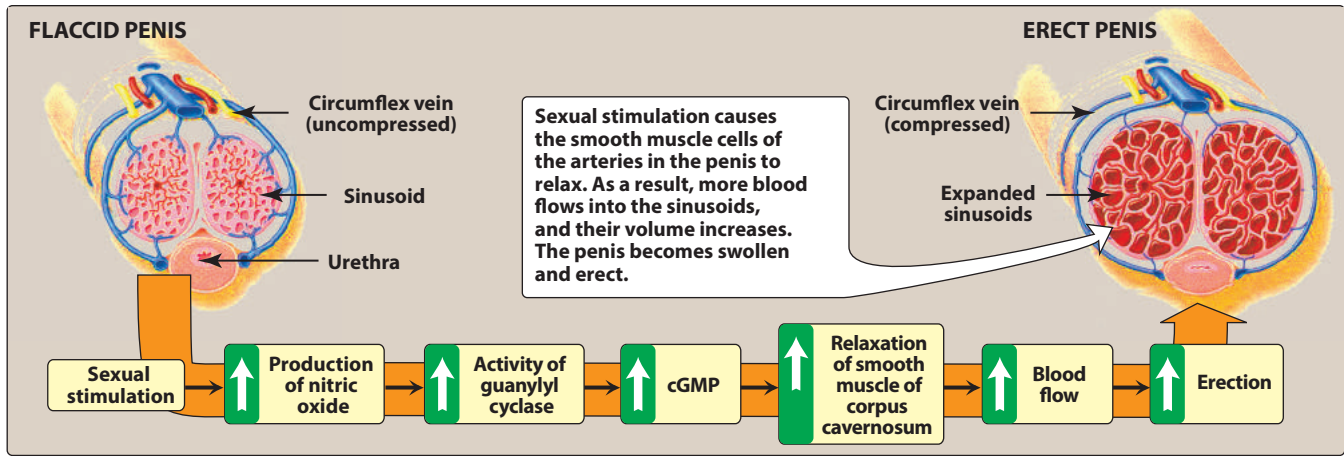 FLACCID PENIS
Circumflex vein
(uncompressed)
Sinusoid
Urethra
Sexual stimulation causes
the smooth muscle cells of
the arteries in the penis to
relax. As a result, more blood
flows into the sinusoids,
and their volume increases.
The penis becomes swollen
and erect.
ERECT PENIS
Circumflex vein
(compressed)
Expanded
sinusoids
Sexual
stimulation
Production
of nitric
oxide
Activity of
guanylyl
cyclase
cGMP
Relaxation
of smooth
muscle of
corpus
cavernosum
Blood
flow
Erection